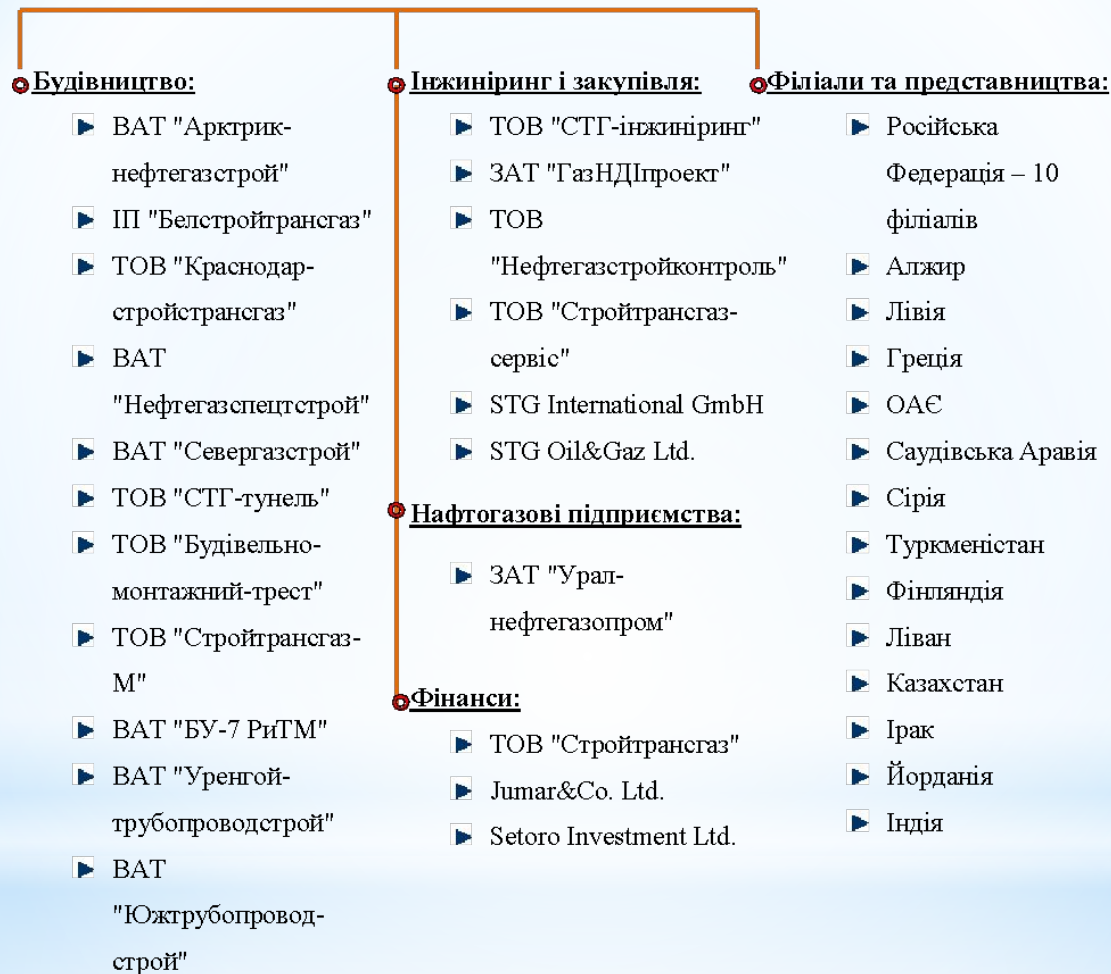 Будівництво:
ВАТ "Арктрик-
нефтегазстрой"
ІП "Белстройтрансгаз"
ТОВ "Краснодар-
стройстрансгаз"
ВАТ
"Нефтегазспецтстрой"
ВАТ "Севергазстрой"
ТОВ "СТГ-тунель"
ТОВ "Будівельно-
монтажний-трест"
ТОВ "Стройтрансгаз-
М"
ВАТ "БУ-7 РиТМ"
ВАТ "Уренгой-
трубопроводстрой"
ВАТ
"Южтрубопровод-
строй"
Інжиніринг і закупівля:
ТОВ "СТГ-інжиніринг"
ЗАТ "ГазНДІпроект"
ТОВ
"Нефтегазстройконтроль"
ТОВ "Стройтрансгаз-
сервіс"
STG International GmbH
STG Oil&Gaz Ltd.
Нафтогазові підприємства:
ЗАТ "Урал-
нефтегазопром"
Фінанси:
ТОВ "Стройтрансгаз"
Jumar&Co. Ltd.
Setoro Investment Ltd.
Філіали та представництва:
Російська
Федерація – 10
філіалів
Алжир
Лівія
Греція
ОАЄ
Саудівська Аравія
Сірія
Туркменістан
Фінляндія
Ліван
Казахстан
Ірак
Йорданія
Індія